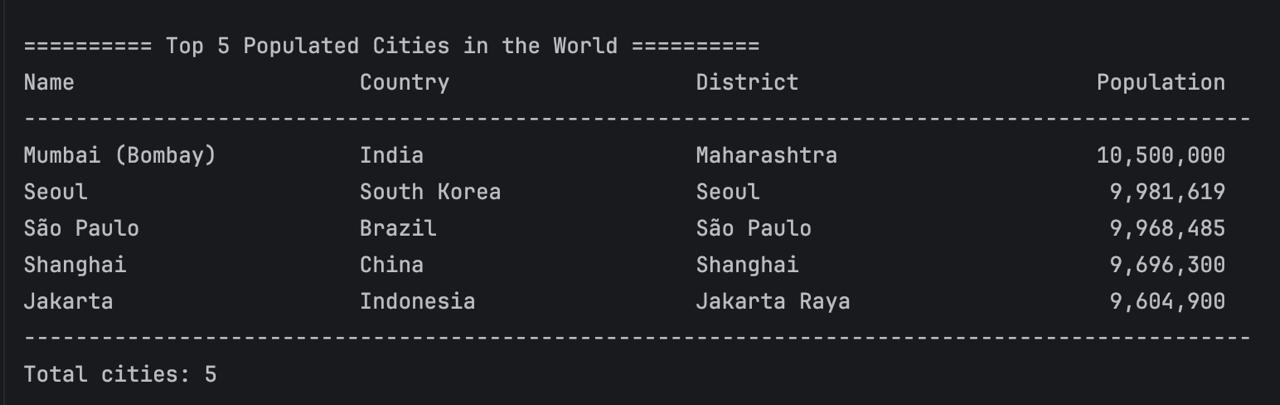 ========== Top 5 Populated Cities in the World ==========
Name                      Country                   District                       Population
-----------------------------------------------------------------------------------------------
Mumbai (Bombay)           India                     Maharashtra                    10,500,000
Seoul                     South Korea               Seoul                           9,981,619
São Paulo                 Brazil                    São Paulo                       9,968,485
Shanghai                  China                     Shanghai                        9,696,300
Jakarta                   Indonesia                 Jakarta Raya                    9,604,900
-----------------------------------------------------------------------------------------------
Total cities: 5